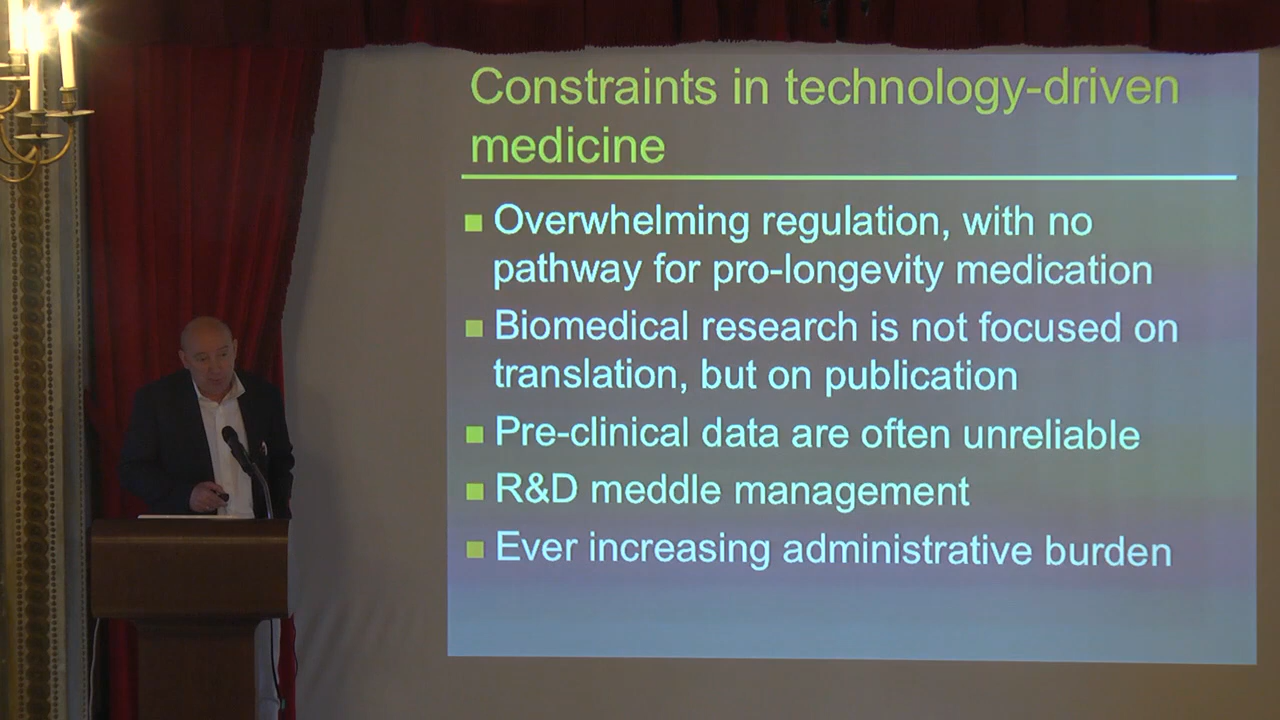 Constraints in technology-driven
medicine
Overwhelming regulation, with no
pathway for pro-longevity medication
Biomedical research is not focused on
translation, but on publication
Pre-clinical data are often unreliable
R&D meddle management
Ever increasing administrative burden